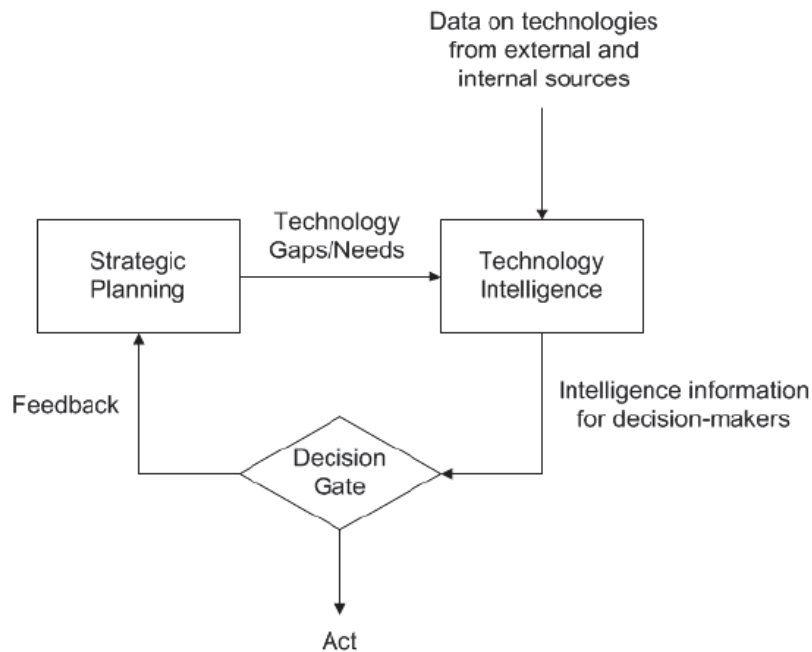 Data on technologies
from external and
internal sources
Technology
Gaps/Needs
Strategic
Planning
Technology
Intelligence
Feedback
Intelligence information
for decision-makers
Decision
Gate
Act